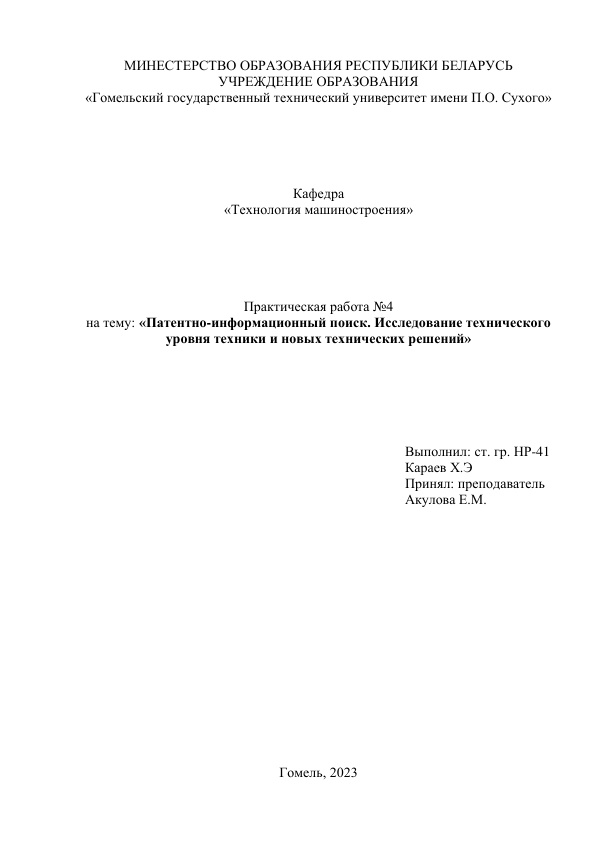 МИНЕСТЕРСТВО ОБРАЗОВАНИЯ РЕСПУБЛИКИ БЕЛАРУСЬ
УЧРЕЖДЕНИЕ ОБРАЗОВАНИЯ
«Гомельский государственный технический университет имени П.О. Сухого»
Кафедра
«Технология машиностроения»
Практическая работа №4
на тему: «Патентно-информационный поиск. Исследование технического
уровня техники и новых технических решений»
Выполнил: ст. гр. НР-41
Караев Х.Э
Принял: преподаватель
Акулова Е.М.
Гомель, 2023